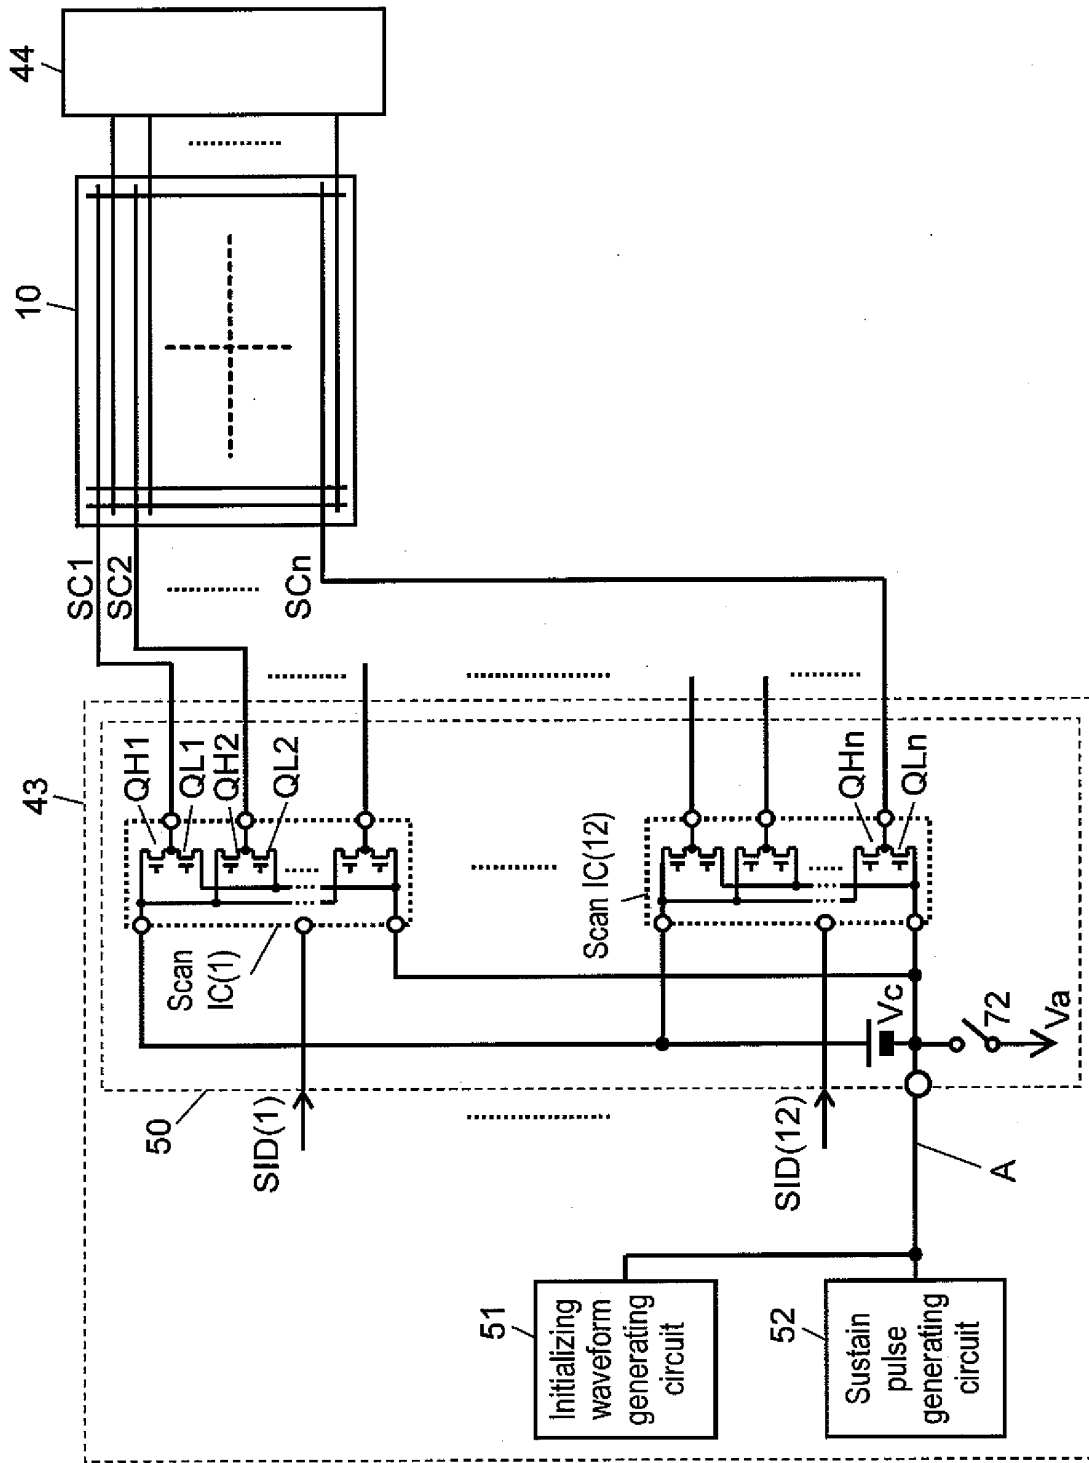 43
50
51
Initializing
waveform
generating
circuit
52
Sustain
pulse
generating
circuit
A
SID(1)
SID(12)
Scan
IC(1)
Scan IC(12)
QH1
QL1
QH2
QL2
QHn
QLn
Vc
72
Va
SC1
SC2
SCn
10
44